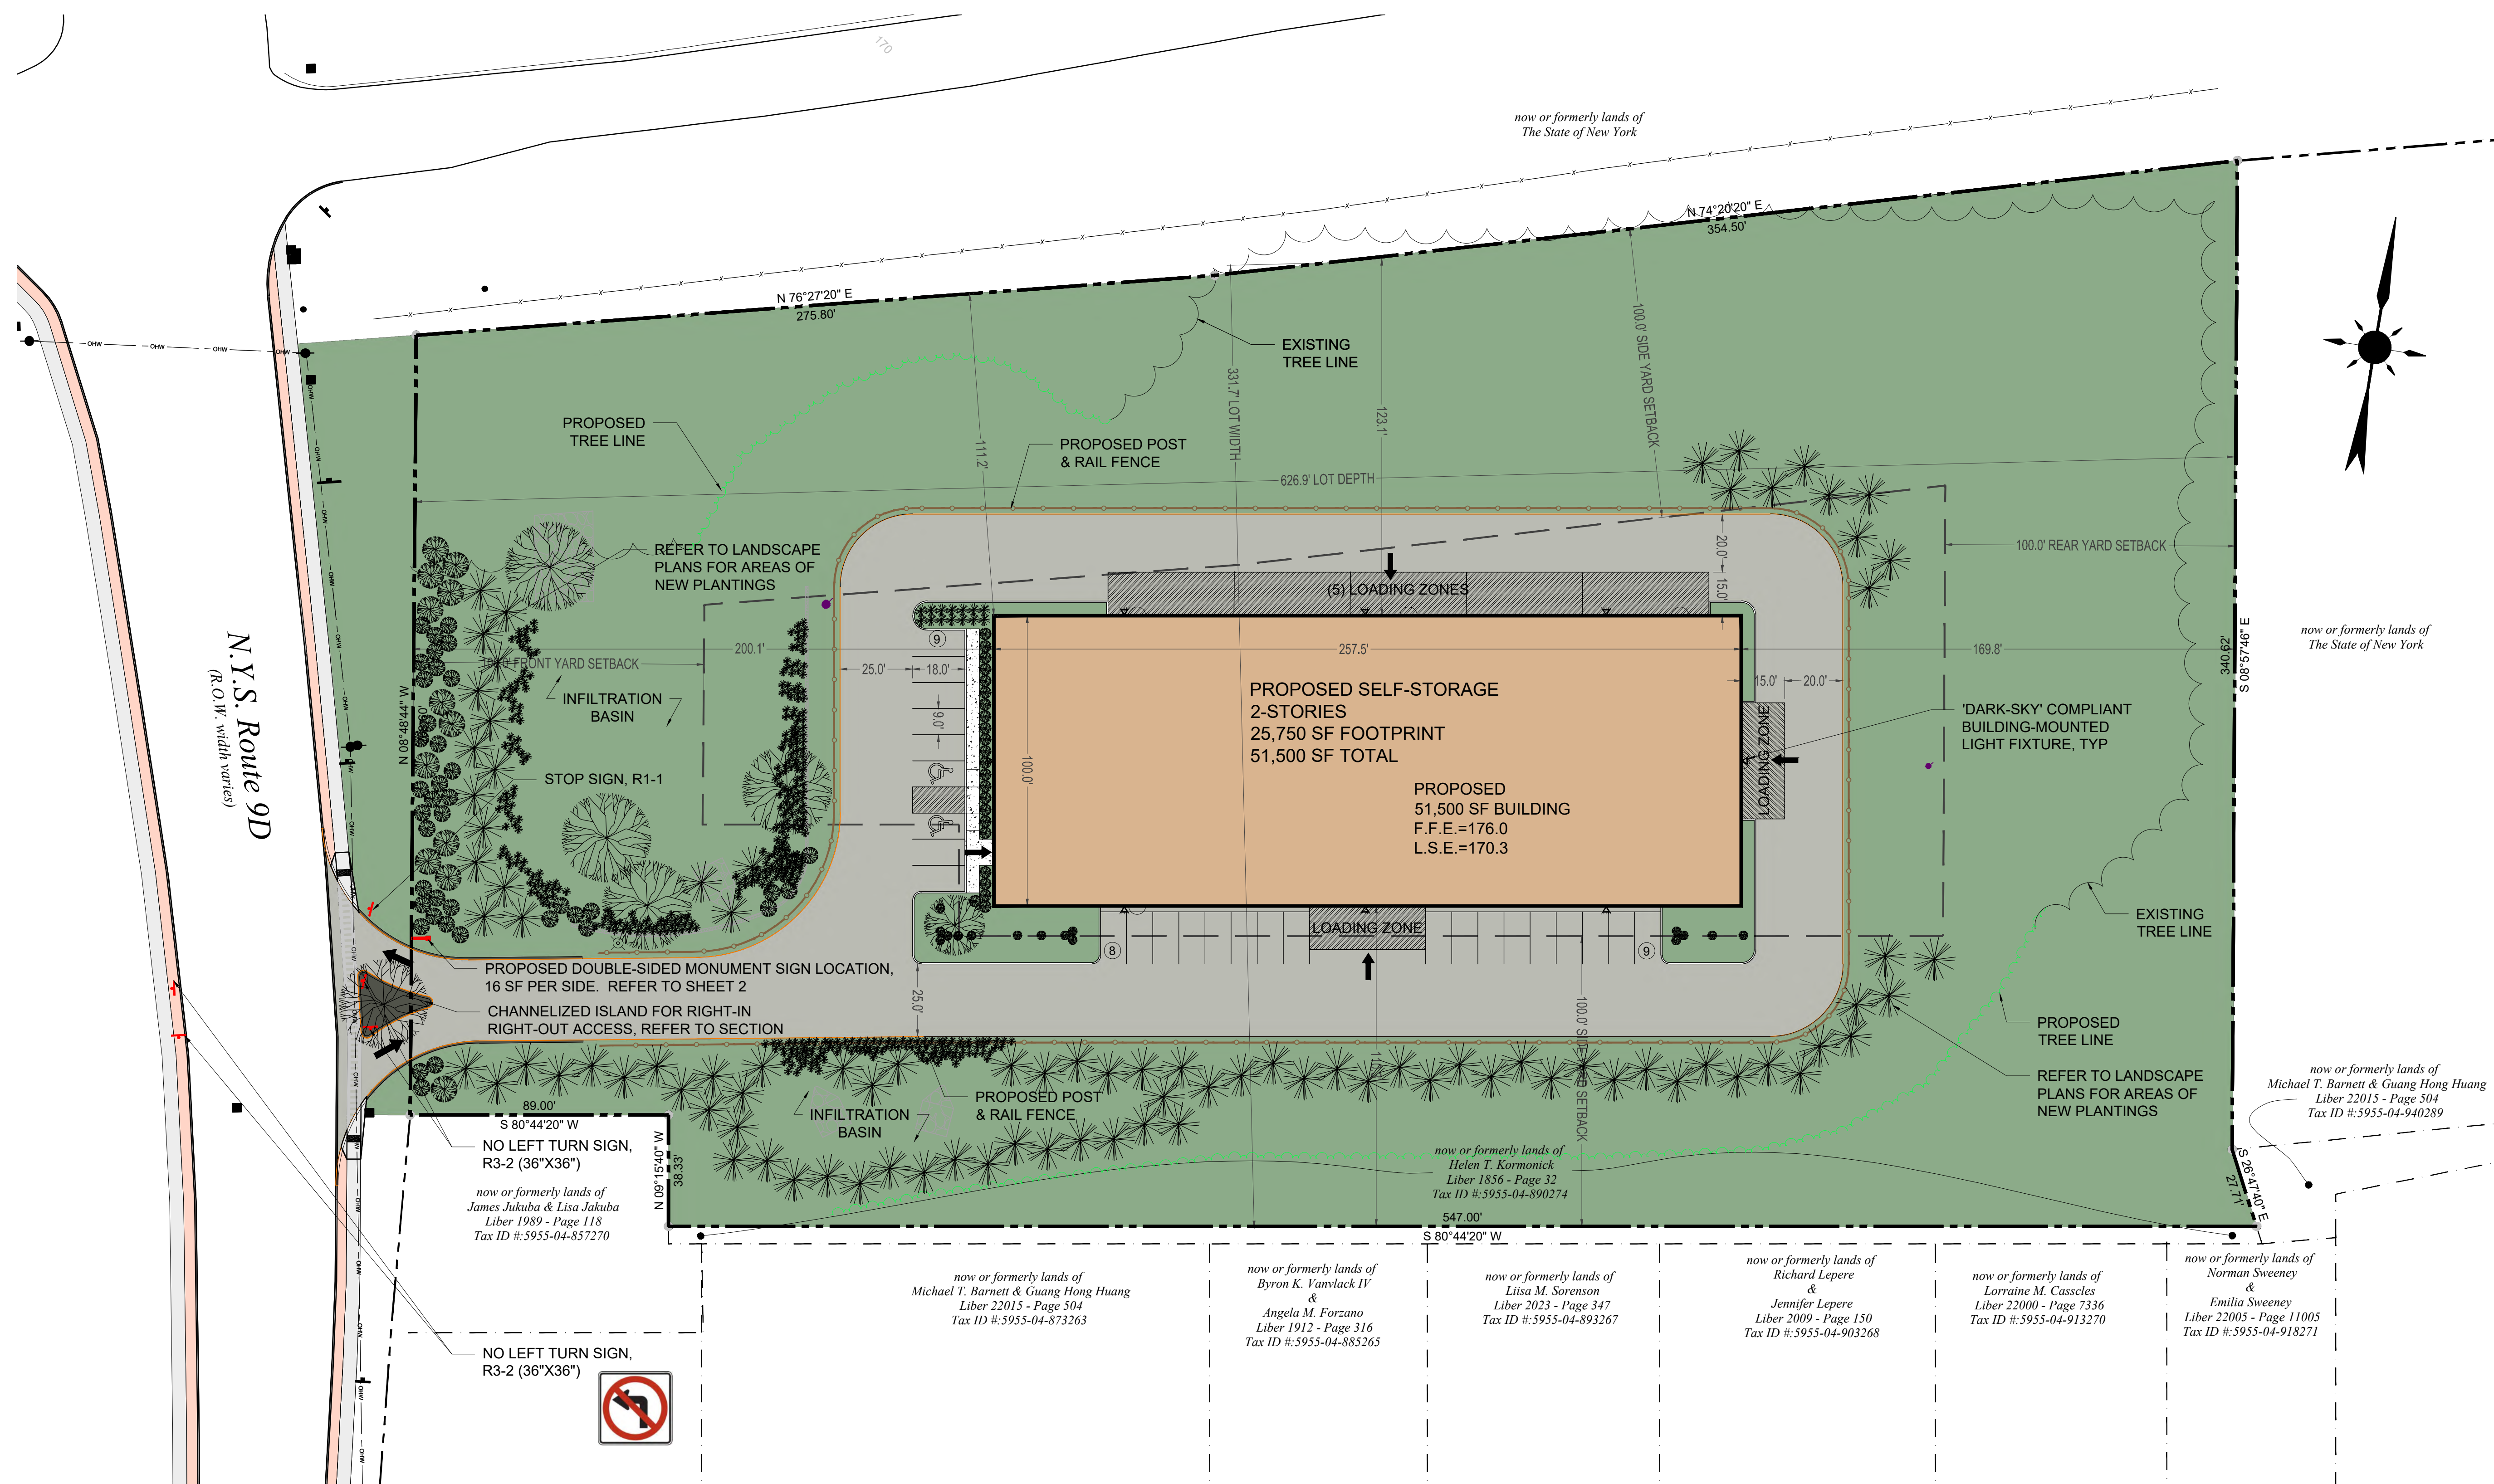 170
now or formerly lands of
The State of New York
N 74°20'20" E
354.50'
N 76°27'20" E
275.80'
OHW
OHW
OHW
OHW
EXISTING
TREE LINE
100.0' SIDE YARD SETBACK
331.7' LOT WIDTH
123.1'
111.2'
PROPOSED
TREE LINE
PROPOSED POST
& RAIL FENCE
626.9' LOT DEPTH
REFER TO LANDSCAPE
PLANS FOR AREAS OF
NEW PLANTINGS
20.0'
15.0'
100.0' REAR YARD SETBACK
(5) LOADING ZONES
9
200.1'
FRONT YARD SETBACK
25.0'
18.0'
257.5'
169.8'
now or formerly lands of
The State of New York
340.62'
S 08°57'46" E
N.Y.S. Route 9D
(R.O.W. width varies)
N 08°48'44" W
INFILTRATION
BASIN
9.0'
100.0'
PROPOSED SELF-STORAGE
2-STORIES
25,750 SF FOOTPRINT
51,500 SF TOTAL
15.0'
20.0'
LOADING ZONE
'DARK-SKY' COMPLIANT
BUILDING-MOUNTED
LIGHT FIXTURE, TYP
STOP SIGN, R1-1
PROPOSED
51,500 SF BUILDING
F.F.E.=176.0
L.S.E.=170.3
LOADING ZONE
8
9
EXISTING
TREE LINE
PROPOSED DOUBLE-SIDED MONUMENT SIGN LOCATION,
16 SF PER SIDE. REFER TO SHEET 2
CHANNELIZED ISLAND FOR RIGHT-IN
RIGHT-OUT ACCESS, REFER TO SECTION
25.0'
100.0' SIDE YARD SETBACK
PROPOSED
TREE LINE
REFER TO LANDSCAPE
PLANS FOR AREAS OF
NEW PLANTINGS
now or formerly lands of
Michael T. Barnett & Guang Hong Huang
Liber 22015 - Page 504
Tax ID #:5955-04-940289
89.00'
S 80°44'20" W
INFILTRATION
BASIN
PROPOSED POST
& RAIL FENCE
NO LEFT TURN SIGN,
R3-2 (36"X36")
N 09°15'40" W
38.33'
now or formerly lands of
Helen T. Kormonick
Liber 1856 - Page 32
Tax ID #:5955-04-890274
S 26°47'40" E
27.71'
now or formerly lands of
James Jukuba & Lisa Jakuba
Liber 1989 - Page 118
Tax ID #:5955-04-857270
547.00'
S 80°44'20" W
now or formerly lands of
Michael T. Barnett & Guang Hong Huang
Liber 22015 - Page 504
Tax ID #:5955-04-873263
now or formerly lands of
Byron K. Vanvlack IV
&
Angela M. Forzano
Liber 1912 - Page 316
Tax ID #:5955-04-885265
now or formerly lands of
Liisa M. Sorenson
Liber 2023 - Page 347
Tax ID #:5955-04-893267
now or formerly lands of
Richard Lepere
&
Jennifer Lepere
Liber 2009 - Page 150
Tax ID #:5955-04-903268
now or formerly lands of
Lorraine M. Casscles
Liber 22000 - Page 7336
Tax ID #:5955-04-913270
now or formerly lands of
Norman Sweeney
&
Emilia Sweeney
Liber 22005 - Page 11005
Tax ID #:5955-04-918271
NO LEFT TURN SIGN,
R3-2 (36"X36")